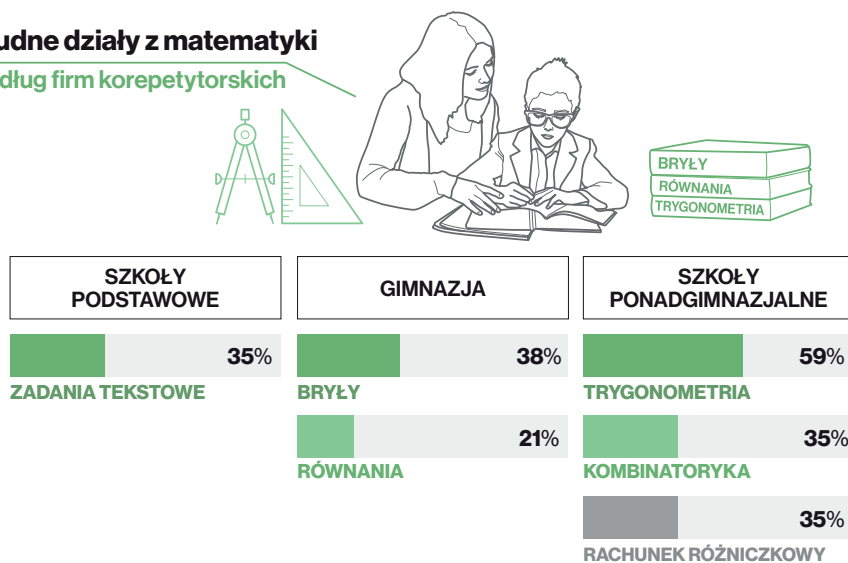 udne działy z matematyki
dług firm korepetytorskich
BRYŁY
RÓWNANIA
TRYGONOMETRIA
SZKOŁY
PODSTAWOWE
GIMNAZJA
SZKOŁY
PONADGIMNAZJALNE
35%
ZADANIA TEKSTOWE
38%
BRYŁY
59%
TRYGONOMETRIA
21%
RÓWNANIA
35%
KOMBINATORYKA
35%
RACHUNEK RÓŻNICZKOWY